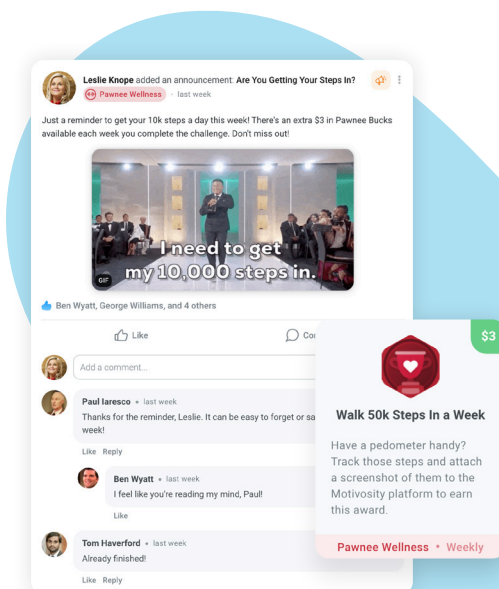 Leslie Knope added an announcement: Are You Getting Your Steps In?
Pawnee Wellness • last week
Just a reminder to get your 10k steps a day this week! There's an extra $3 in Pawnee Bucks
available each week you complete the challenge. Don't miss out!
I need to get
my 10,000 steps in.
GIF
Ben Wyatt, George Williams, and 4 others
Like
Add a comment...
Paul Iaresco • last week
Thanks for the reminder, Leslie. It can be easy to forget or
week!
Like Reply
Ben Wyatt • last week
I feel like you're reading my mind, Paul!
Like
Tom Haverford • last week
Already finished!
Like Reply
$3
Walk 50k Steps In a Week
Have a pedometer handy?
Track those steps and attach
a screenshot of them to the
Motivosity platform to earn
this award.
Pawnee Wellness • Weekly